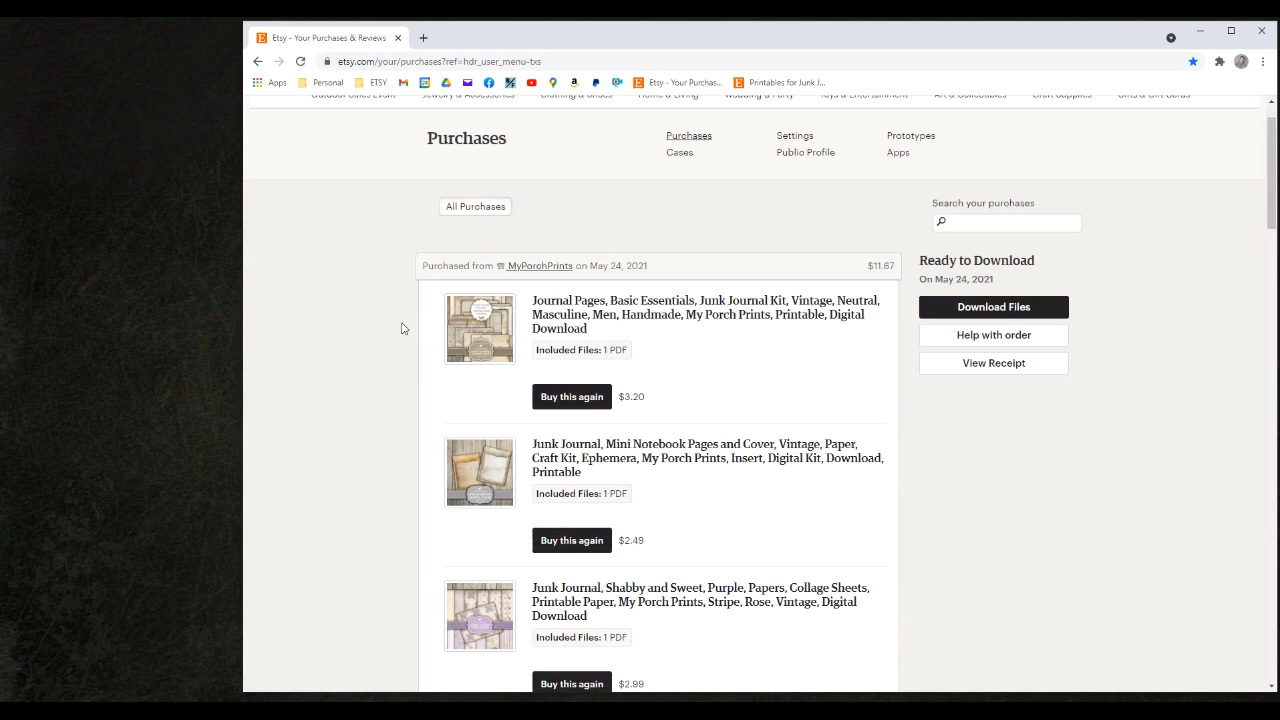 Etsy - Your Purchases & Reviews
etsy.com/your/purchases?ref=hdr_user_menu-txs
Apps Personal ETSY Etsy - Your Purchas... Printables for Junk J...
Purchases
Purchases Settings Prototypes
Cases Public Profile Apps
All Purchases
Search your purchases
Purchased from MyPorchPrints on May 24, 2021 $11.67
Ready to Download
On May 24, 2021
Download Files
Help with order
View Receipt
Journal Pages, Basic Essentials, Junk Journal Kit, Vintage, Neutral,
Masculine, Men, Handmade, My Porch Prints, Printable, Digital
Download
Included Files: 1 PDF
Buy this again $3.20
Junk Journal, Mini Notebook Pages and Cover, Vintage, Paper,
Craft Kit, Ephemera, My Porch Prints, Insert, Digital Kit, Download,
Printable
Included Files: 1 PDF
Buy this again $2.49
Junk Journal, Shabby and Sweet, Purple, Papers, Collage Sheets,
Printable Paper, My Porch Prints, Stripe, Rose, Vintage, Digital
Download
Included Files: 1 PDF
Buy this again $2.99